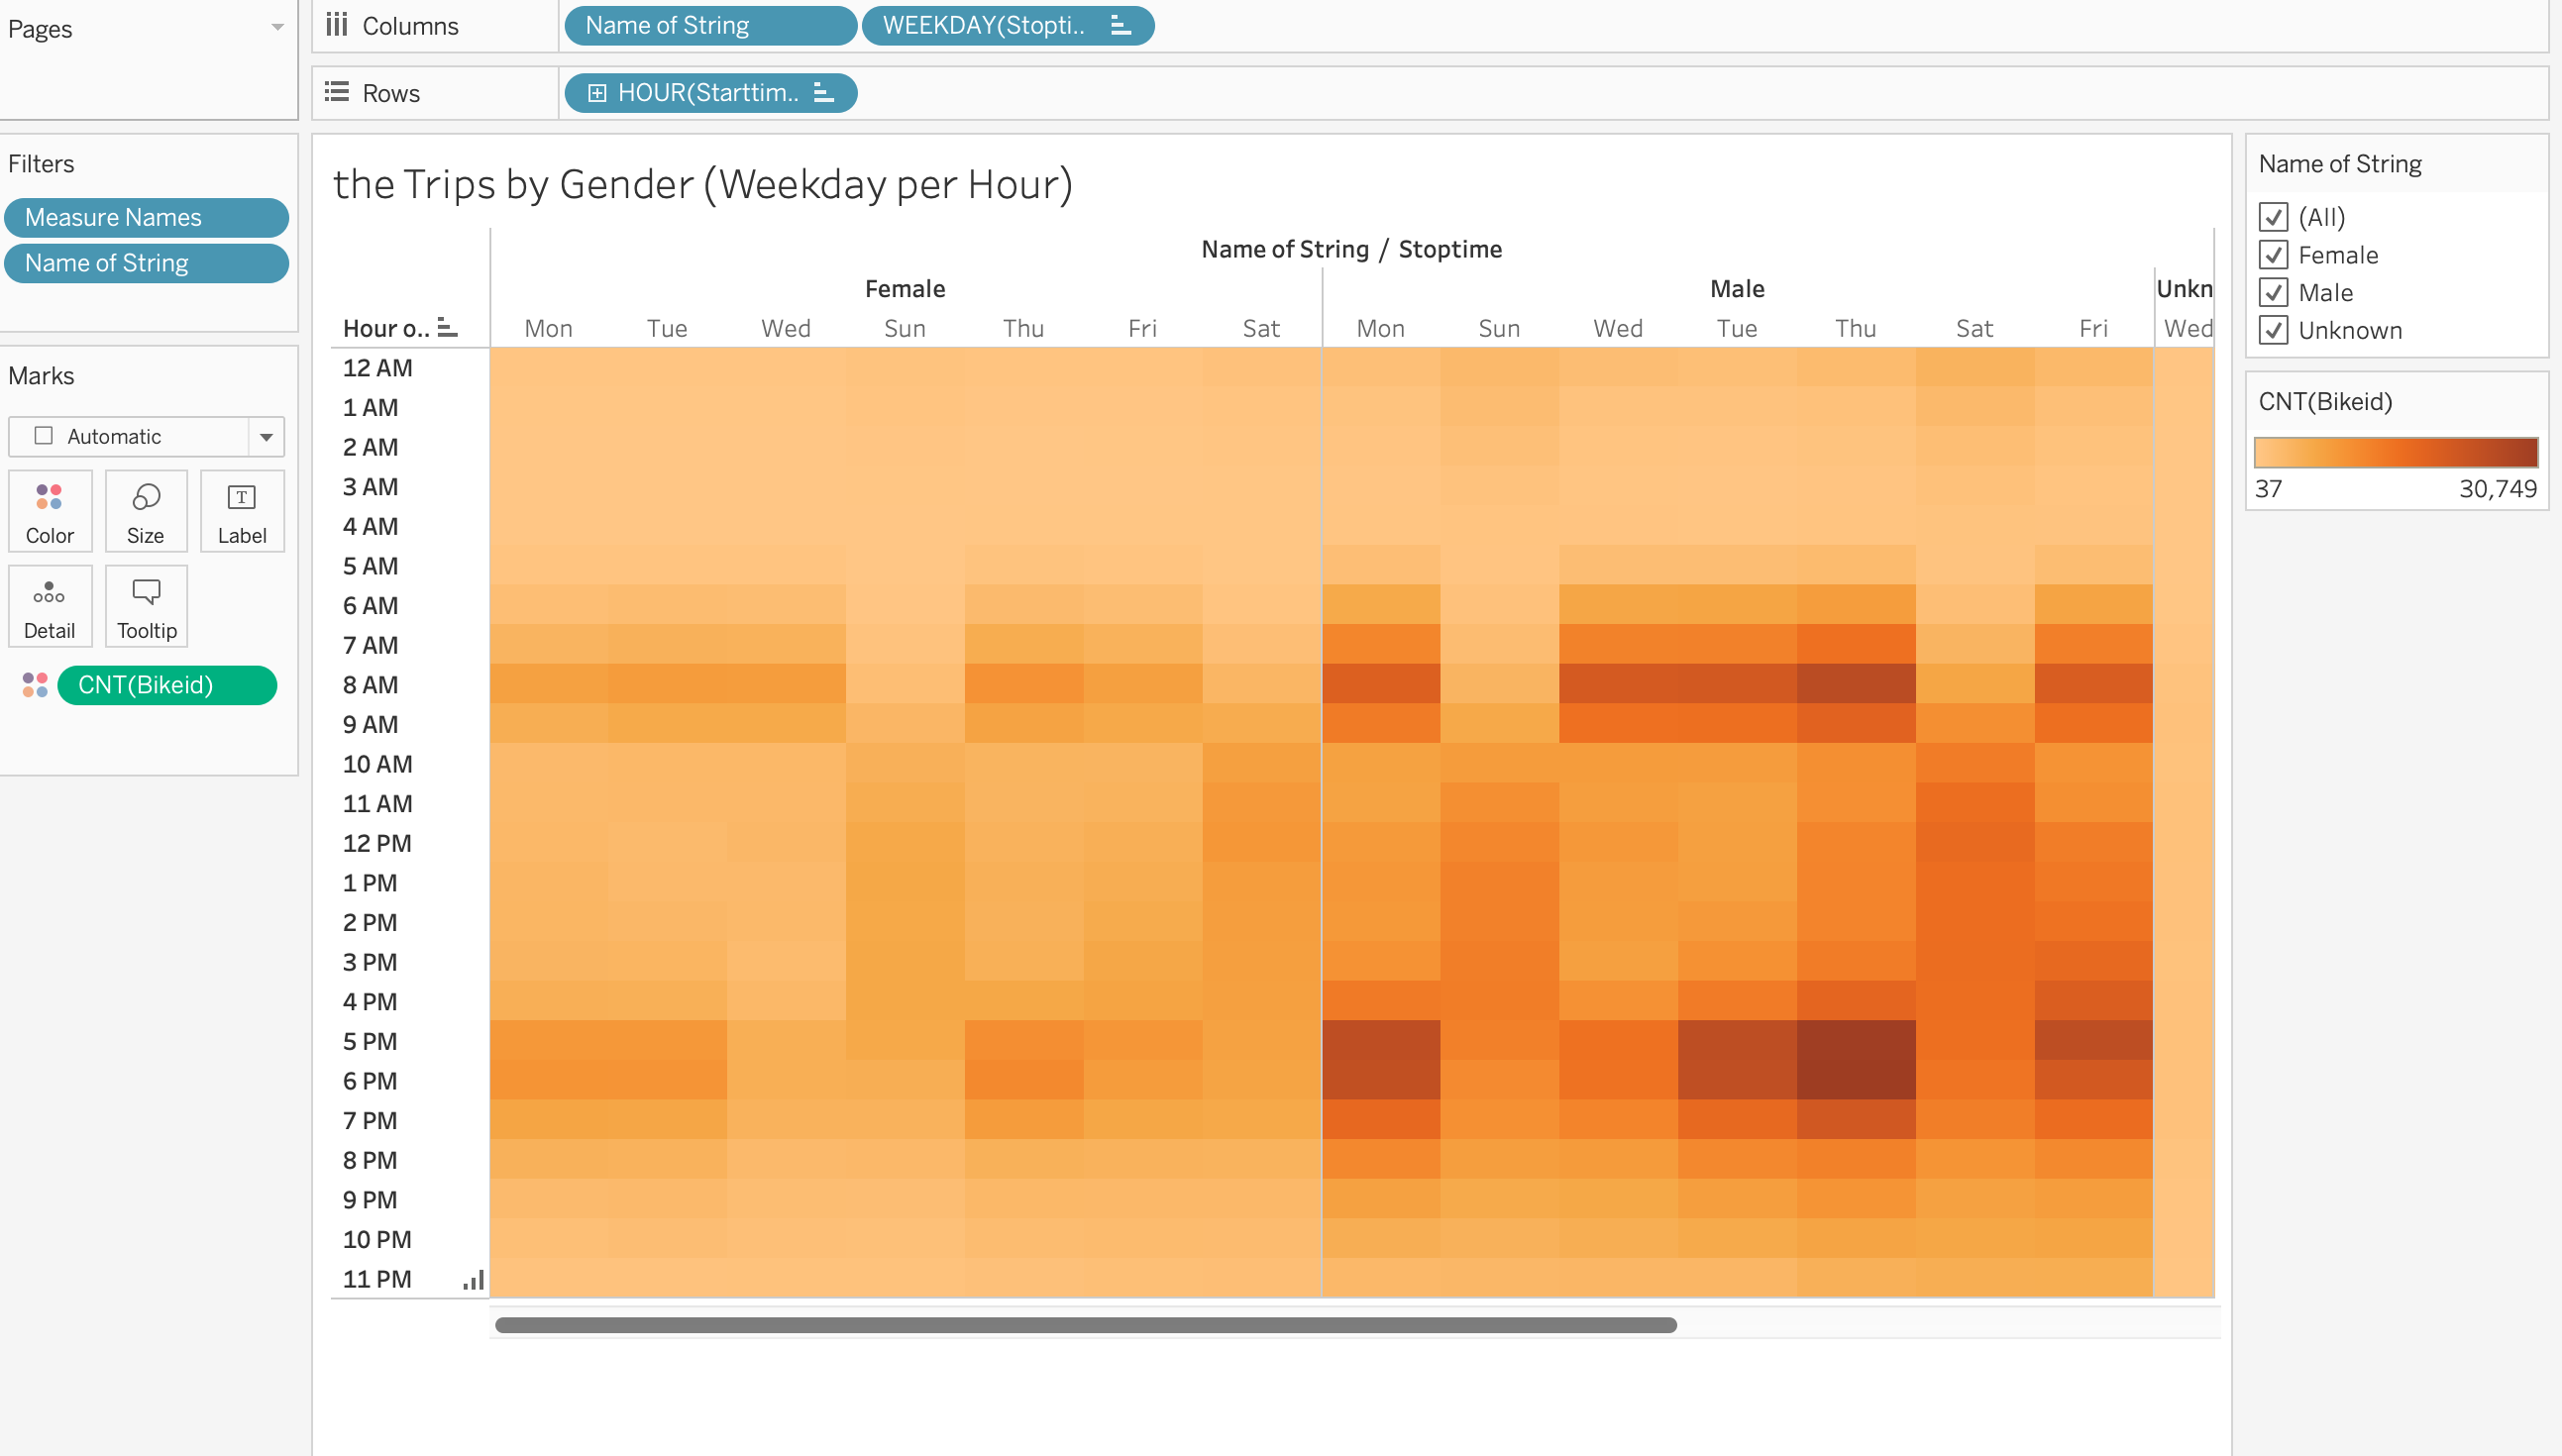 Pages
Columns
Name of String
WEEKDAY(Stopti..
Rows
HOUR(Starttim..
Filters
Measure Names
Name of String
Marks
Automatic
Color
Size
T
Label
Detail
Tooltip
CNT(Bikeid)
the Trips by Gender (Weekday per Hour)
Name of String / Stoptime
Female Male Unkn
Hour o.. Mon Tue Wed Sun Thu Fri Sat Mon Sun Wed Tue Thu Sat Fri Wed
12 AM
1 AM
2 AM
3 AM
4 AM
5 AM
6 AM
7 AM
8 AM
9 AM
10 AM
11 AM
12 PM
1 PM
2 PM
3 PM
4 PM
5 PM
6 PM
7 PM
8 PM
9 PM
10 PM
11 PM
Name of String
(All)
Female
Male
Unknown
CNT(Bikeid)
37 30,749